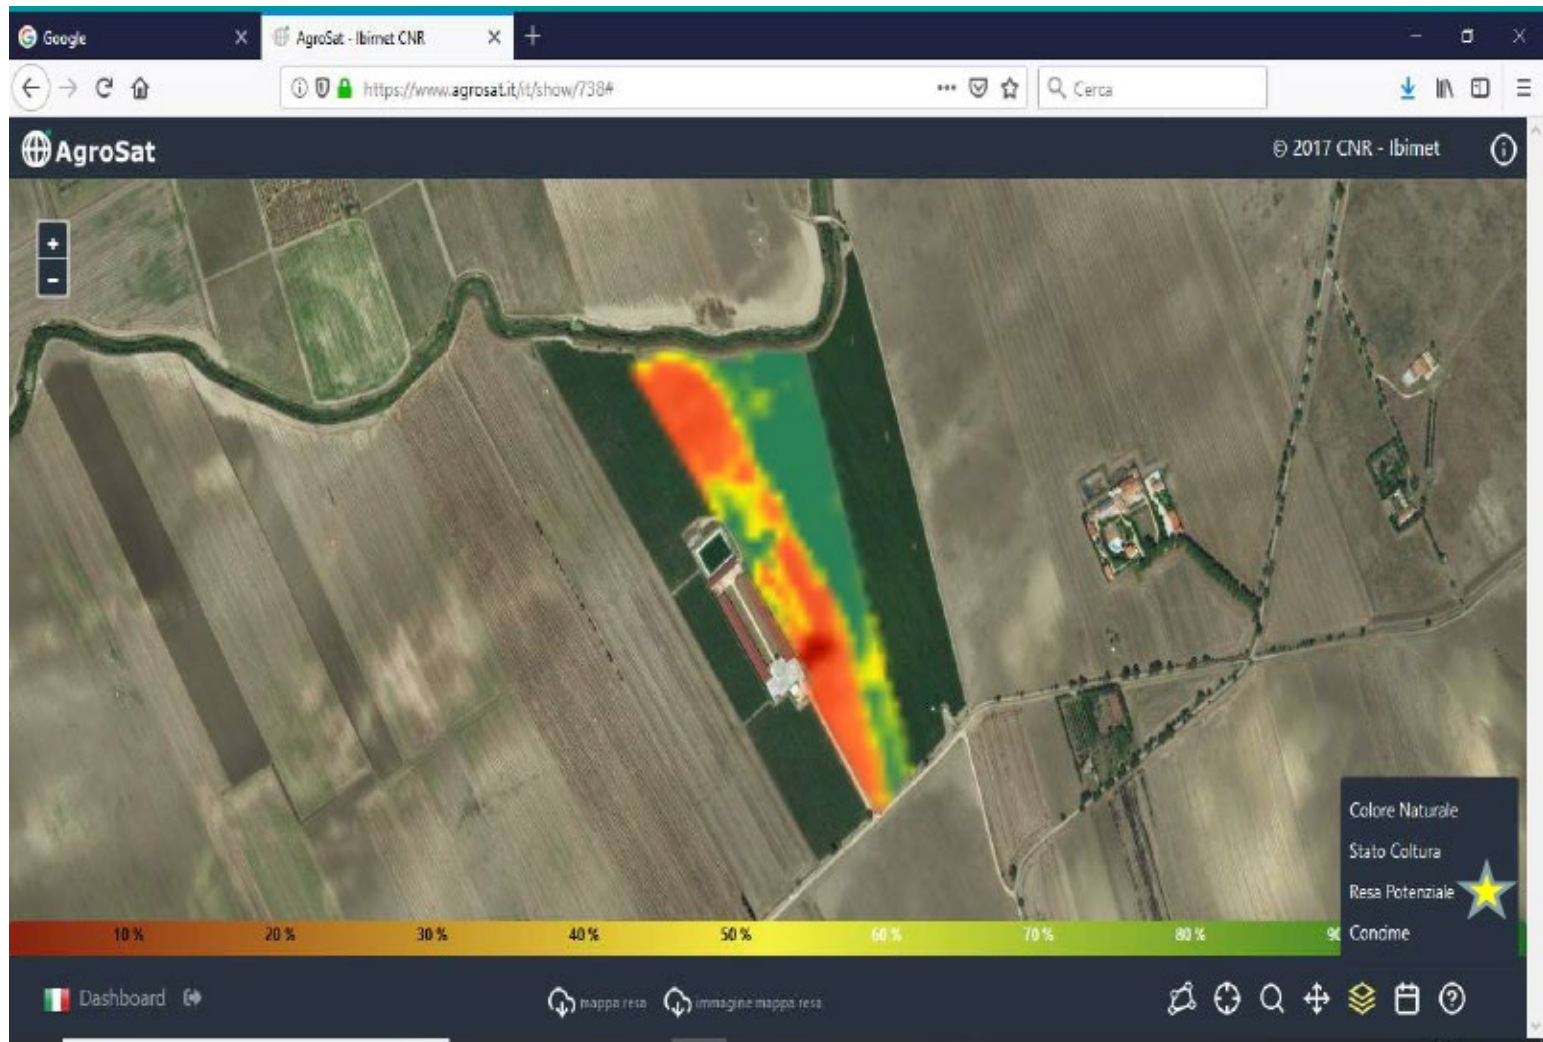 Google
AgroSat - Ibimet CNR
https://www.agrosat.it/it/show/738#
Cerca
AgroSat
© 2017 CNR - Ibimet
+
-
Colore Naturale
Stato Coltura
Resa Potenziale
Concime
10 % 20 % 30 % 40 % 50 % 60 % 70 % 80 % 90
Dashboard
mappa resa
immagine mappa resa